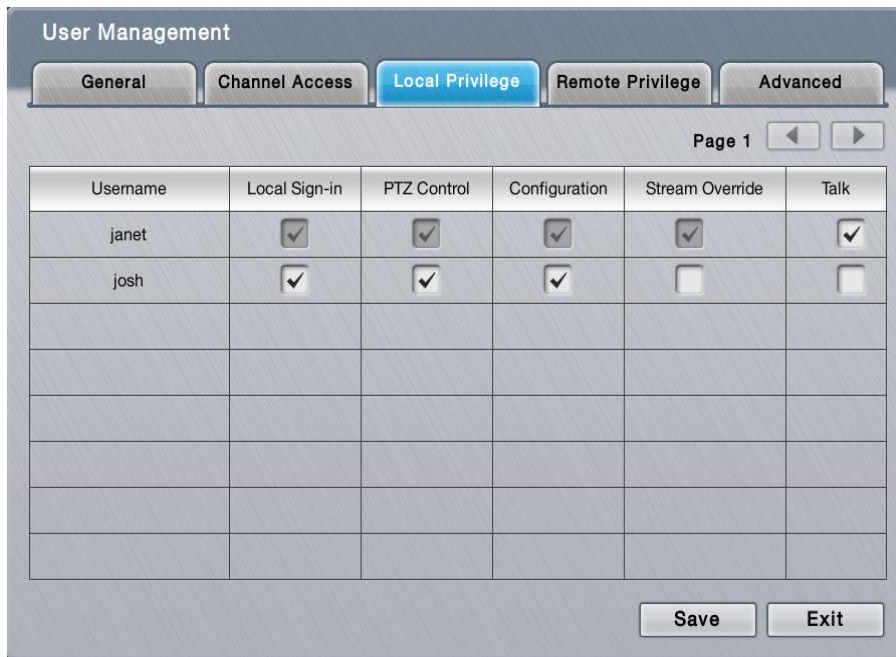 User Management
General Channel Access Local Privilege Remote Privilege Advanced
Page 1
Username Local Sign-in PTZ Control Configuration Stream Override Talk
janet
josh
Save Exit